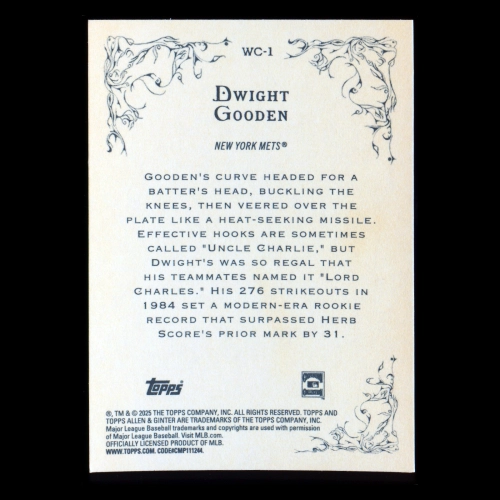 WC-1
Dwight
Gooden
NEW YORK METS®
GOODEN'S CURVE HEADED FOR A
BATTER'S HEAD, BUCKLING THE
KNEES, THEN VEERED OVER THE
PLATE LIKE A HEAT-SEEKING MISSILE.
EFFECTIVE HOOKS ARE SOMETIMES
CALLED "UNCLE CHARLIE," BUT
DWIGHT'S WAS SO REGAL THAT
HIS TEAMMATES NAMED IT "LORD
CHARLES." HIS 276 STRIKEOUTS IN
1984 SET A MODERN-ERA ROOKIE
RECORD THAT SURPASSED HERB
SCORE'S PRIOR MARK BY 31.
Topps
®, TM & © 2025 THE TOPPS COMPANY, INC. ALL RIGHTS RESERVED. TOPPS AND
TOPPS ALLEN & GINTER ARE TRADEMARKS OF THE TOPPS COMPANY, INC.
Major League Baseball trademarks and copyrights are used with permission
of Major League Baseball. Visit MLB.com.
OFFICIALLY LICENSED PRODUCT OF MLB.
WWW.TOPPS.COM. CODE#CMP111244.